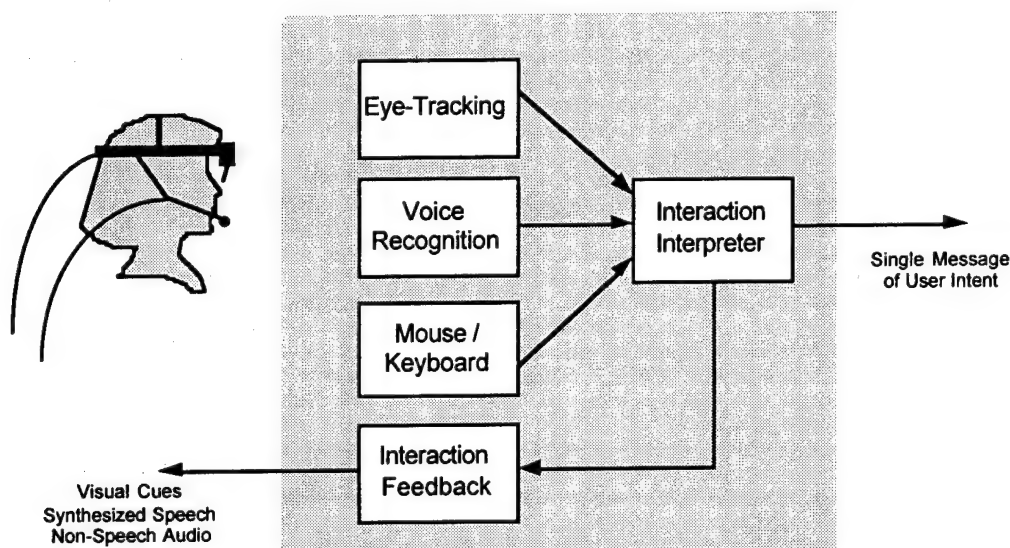 Eye-Tracking
Voice
Recognition
Interaction
Interpreter
Single Message
of User Intent
Mouse /
Keyboard
Interaction
Feedback
Visual Cues
Synthesized Speech
Non-Speech Audio